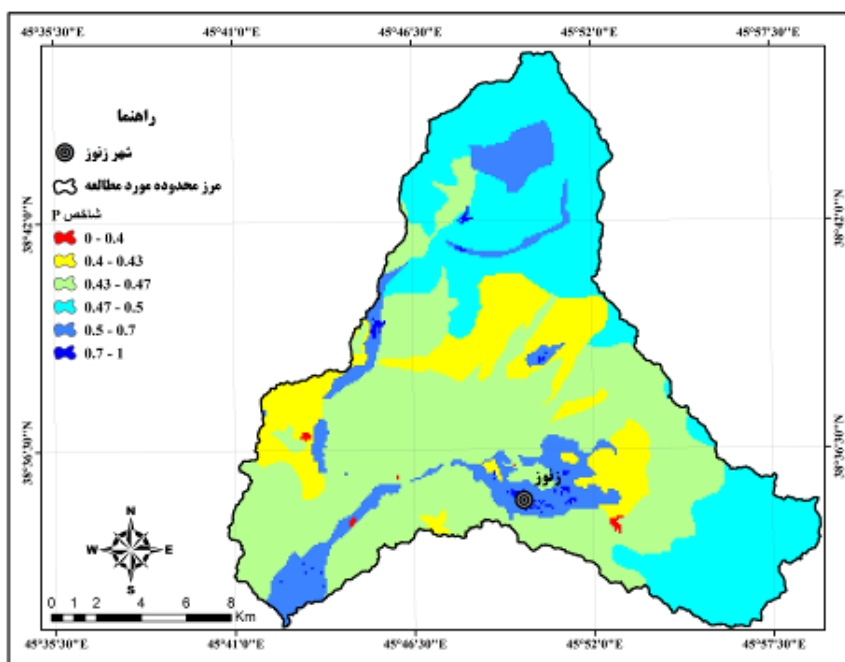 45°35'30"E 45°41'0"E 45°46'30"E 45°52'0"E 45°57'30"E
راهنما
شهر زنوز
مرز محدوده مورد مطالعه
شاخص P
0 - 0.4
0.4 - 0.43
0.43 - 0.47
0.47 - 0.5
0.5 - 0.7
0.7 - 1
38°42'0"N
38°42'0"N
38°36'30"N
38°36'30"N
زنوز
N
W E
S
0 1 2 4 6 8
Km
45°35'30"E 45°41'0"E 45°46'30"E 45°52'0"E 45°57'30"E